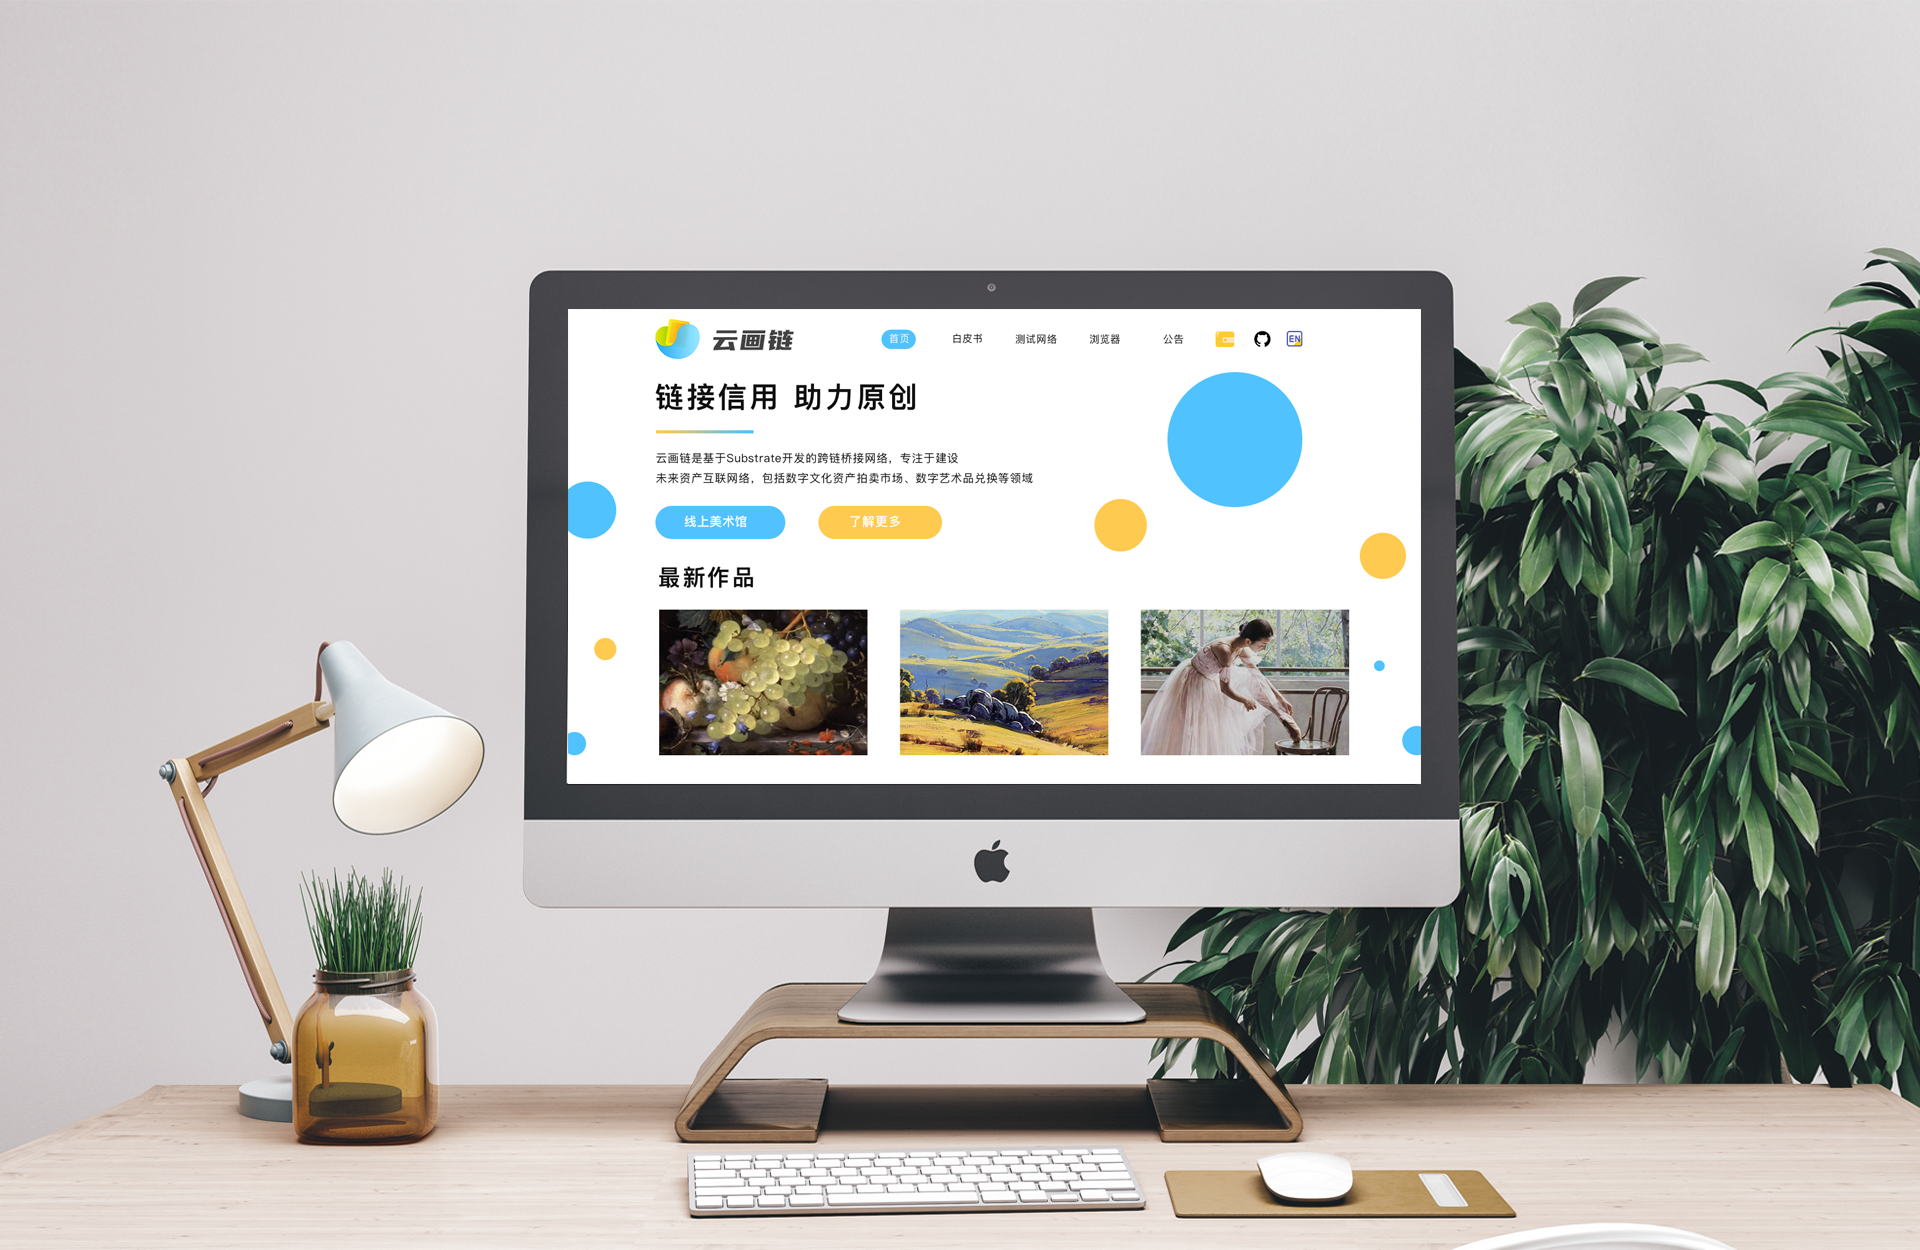 云画链
首页
白皮书
测试网络
浏览器
公告
EN
链接信用 助力原创
云画链是基于Substrate开发的跨链桥接网络，专注于建设
未来资产互联网络，包括数字文化资产拍卖市场、数字艺术品兑换等领域
线上美术馆
了解更多
最新作品